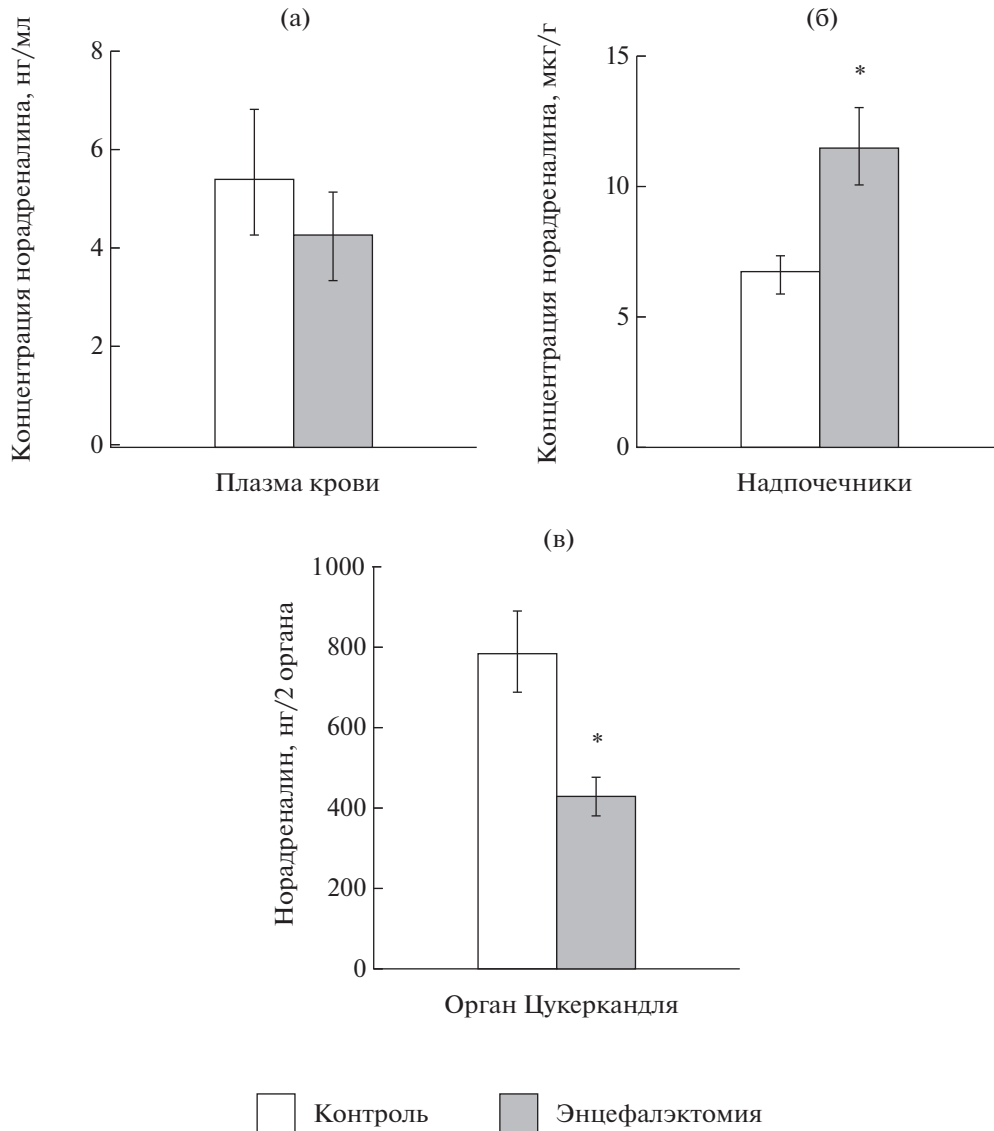 (а)
Концентрация норадреналина, нг/мл
8
6
4
2
0
Плазма крови
(б)
Концентрация норадреналина, мкг/г
15
10
5
0
*
Надпочечники
(в)
Норадреналин, нг/2 органа
1000
800
600
400
200
0
*
Орган Цукеркандля
Контроль
Энцефалэктомия